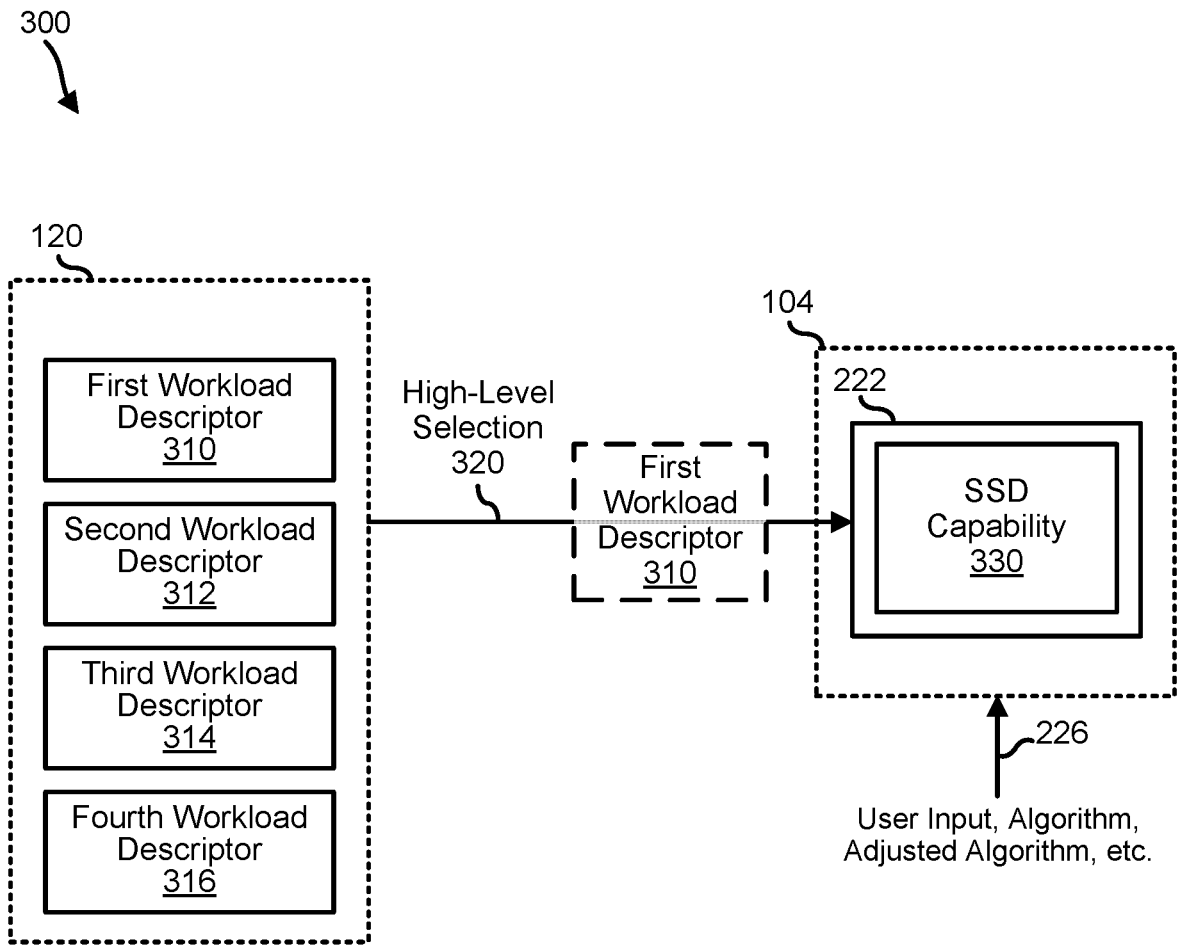 300
120
First Workload
Descriptor
310
Second Workload
Descriptor
312
Third Workload
Descriptor
314
Fourth Workload
Descriptor
316
High-Level
Selection
320
First
Workload
Descriptor
310
104
222
SSD
Capability
330
226
User Input, Algorithm,
Adjusted Algorithm, etc.